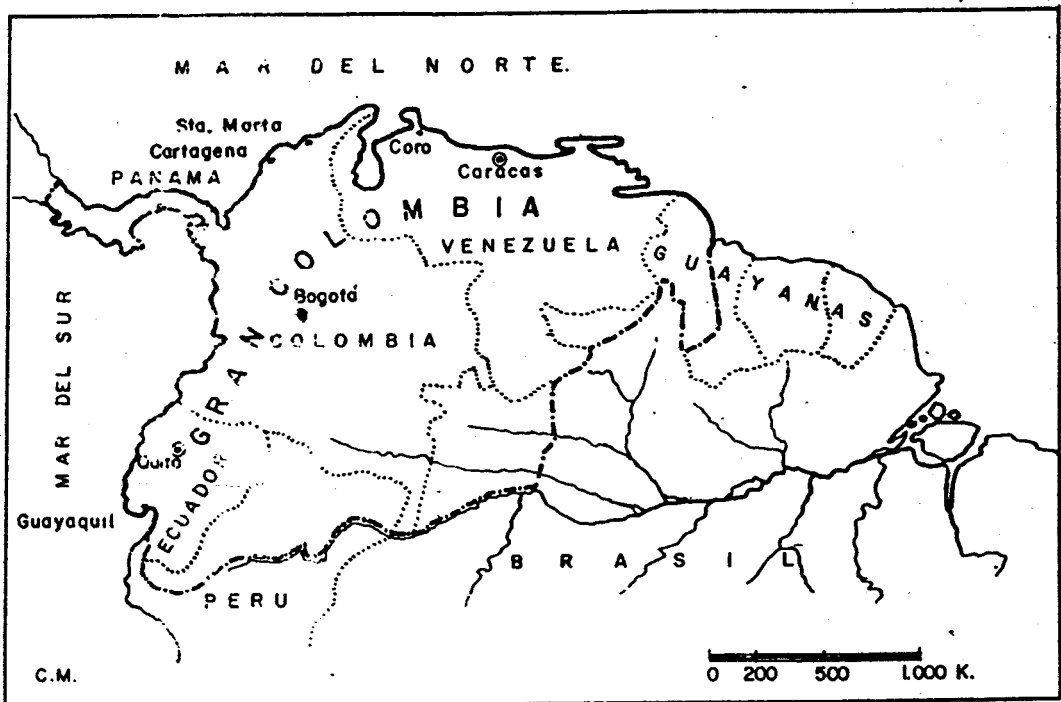 MAR DEL NORTE.
Sta. Marta
Cartagena
PANAMA
Coro
Caracas
GRAN COLOMBIA
VENEZUELA
GUAYANAS
Bogotá
COLOMBIA
MAR DEL SUR
Quito
ECUADOR
Guayaquil
PERU
BRASIL
C.M.
0 200 500 1.000 K.